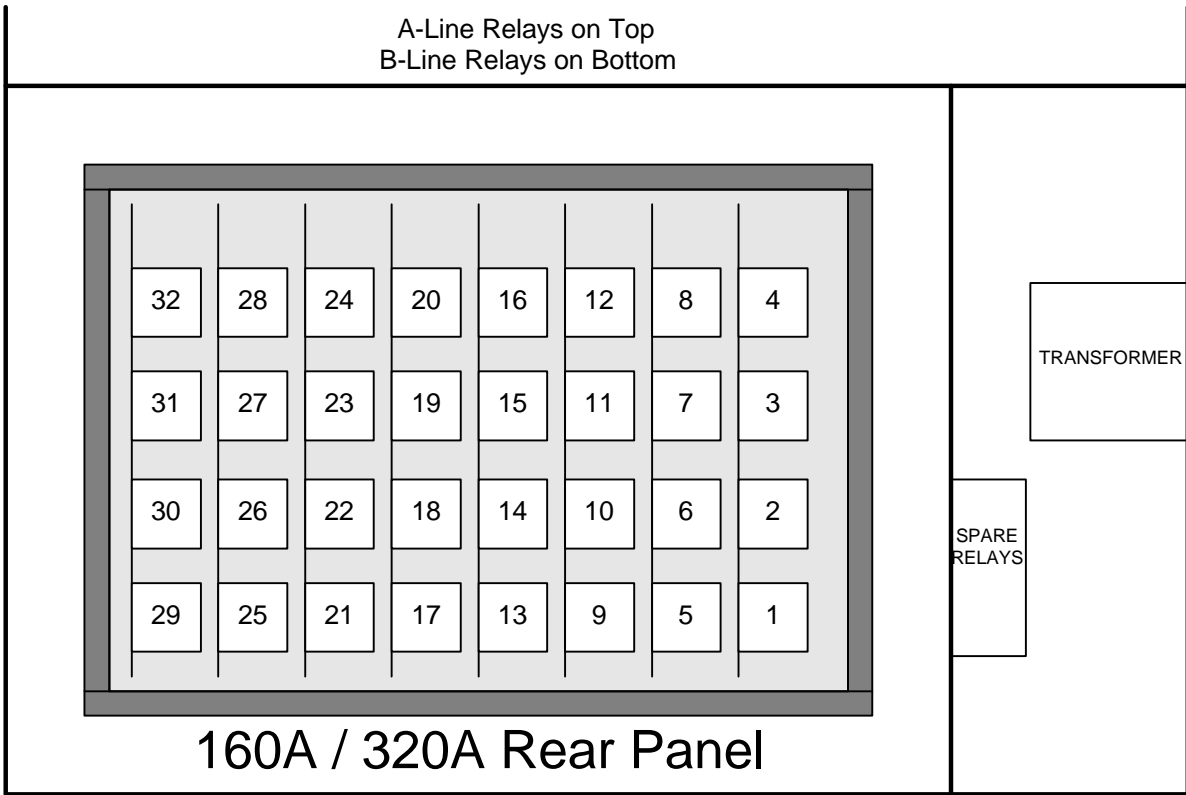 A-Line Relays on Top
B-Line Relays on Bottom
32 28 24 20 16 12 8 4
31 27 23 19 15 11 7 3
30 26 22 18 14 10 6 2
29 25 21 17 13 9 5 1
TRANSFORMER
SPARE
RELAYS
160A / 320A Rear Panel